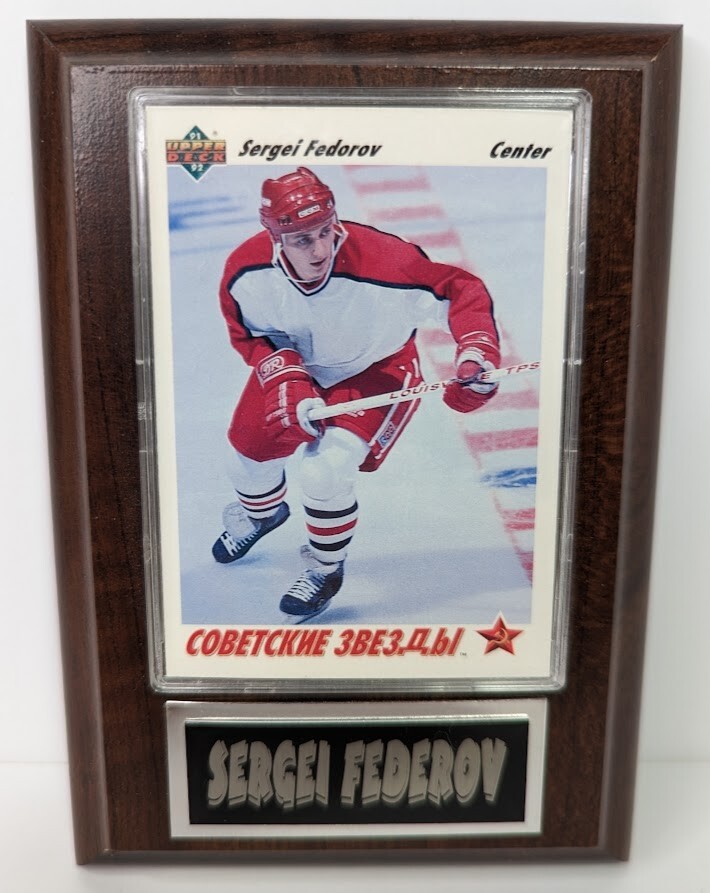 91
UPPER
DECK
92
Sergei Fedorov
Center
LOUISVILLE TPS
СОВЕТСКИЕ ЗВЕЗДЫ
SERGEI FEDEROV